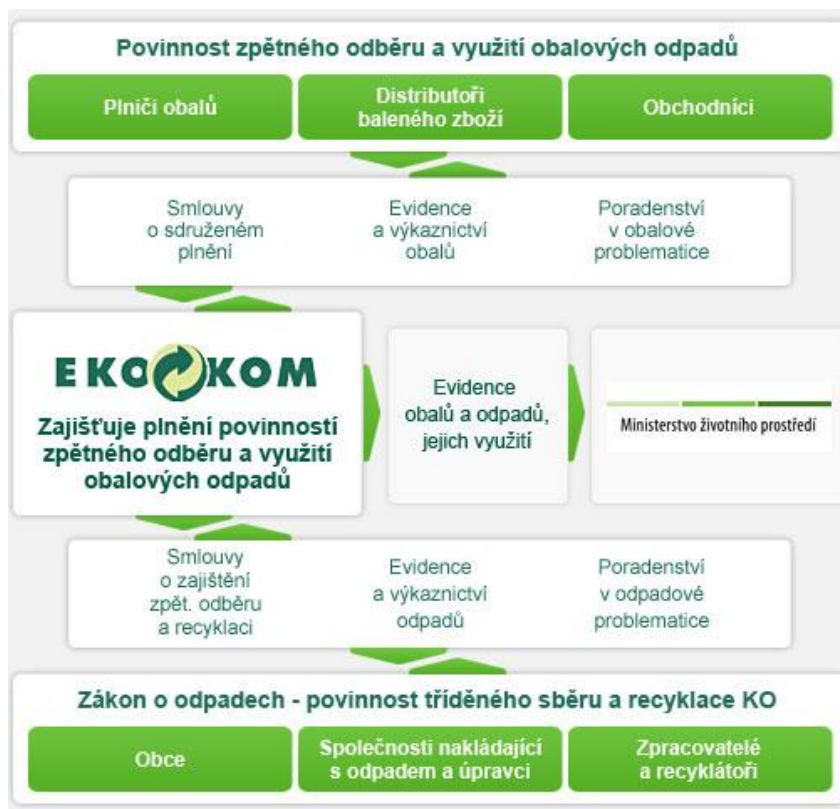 Povinnost zpětného odběru a využití obalových odpadů
Plniči obalů
Distributoři
baleného zboží
Obchodníci
Smlouvy
o sdruženém
plnění
Evidence
a výkaznictví
obalů
Poradenství
v obalové
problematice
EKO KOM
Zajišťuje plnění povinností
zpětného odběru a využití
obalových odpadů
Evidence
obalů a odpadů,
jejich využití
Ministerstvo životního prostředí
Smlouvy
o zajištění
zpět. odběru
a recyklaci
Evidence
a výkaznictví
odpadů
Poradenství
v odpadové
problematice
Zákon o odpadech - povinnost tříděného sběru a recyklace KO
Obce
Společnosti nakládající
s odpadem a úpravci
Zpracovatelé
a recyklátoři